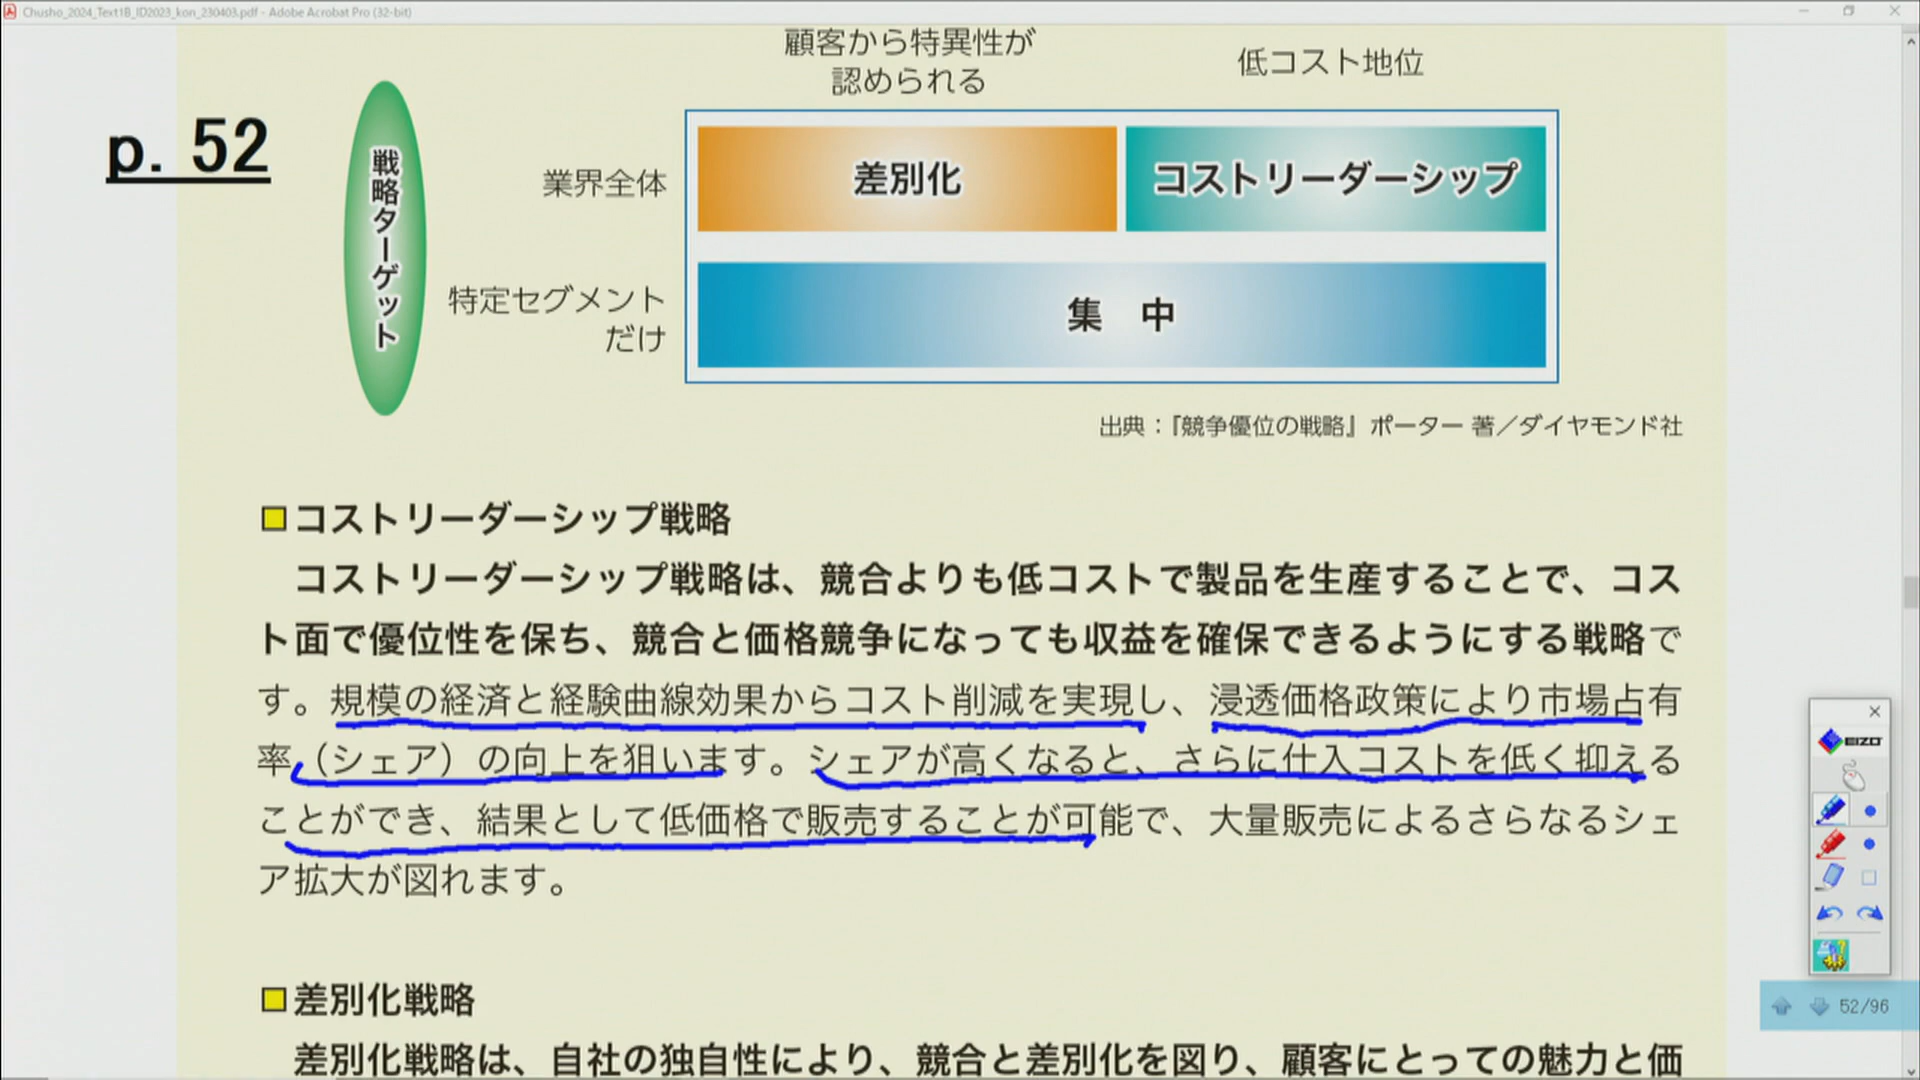 Chusho_2024_Text1B_ID2023_kon_230403.pdf - Adobe Acrobat Pro (32-bit)
p. 52
顧客から特異性が
認められる
低コスト地位
戦略ターゲット
業界全体
差別化
コストリーダーシップ
特定セグメント
だけ
集 中
出典：『競争優位の戦略』ポーター 著／ダイヤモンド社
コストリーダーシップ戦略
コストリーダーシップ戦略は、競合よりも低コストで製品を生産することで、コス
ト面で優位性を保ち、競合と価格競争になっても収益を確保できるようにする戦略で
す。規模の経済と経験曲線効果からコスト削減を実現し、浸透価格政策により市場占有
率（シェア）の向上を狙います。シェアが高くなると、さらに仕入コストを低く抑える
ことができ、結果として低価格で販売することが可能で、大量販売によるさらなるシェ
ア拡大が図れます。
差別化戦略
差別化戦略は、自社の独自性により、競合と差別化を図り、顧客にとっての魅力と価
EIZO
52/96